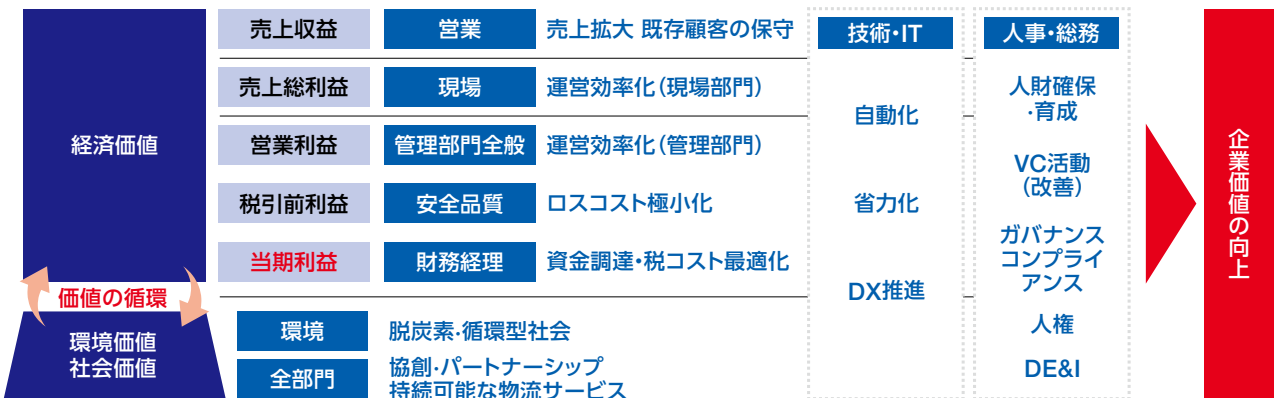 経済価値
価値の循環
環境価値
社会価値
売上収益
営業
売上拡大 既存顧客の保守
売上総利益
現場
運営効率化(現場部門)
営業利益
管理部門全般
運営効率化(管理部門)
税引前利益
安全品質
ロスコスト極小化
当期利益
財務経理
資金調達・税コスト最適化
環境
脱炭素・循環型社会
全部門
協創・パートナーシップ
持続可能な物流サービス
技術・IT
自動化
省力化
DX推進
人事・総務
人財確保
・育成
VC活動
(改善)
ガバナンス
コンプライ
アンス
人権
DE&I
企業価値の向上